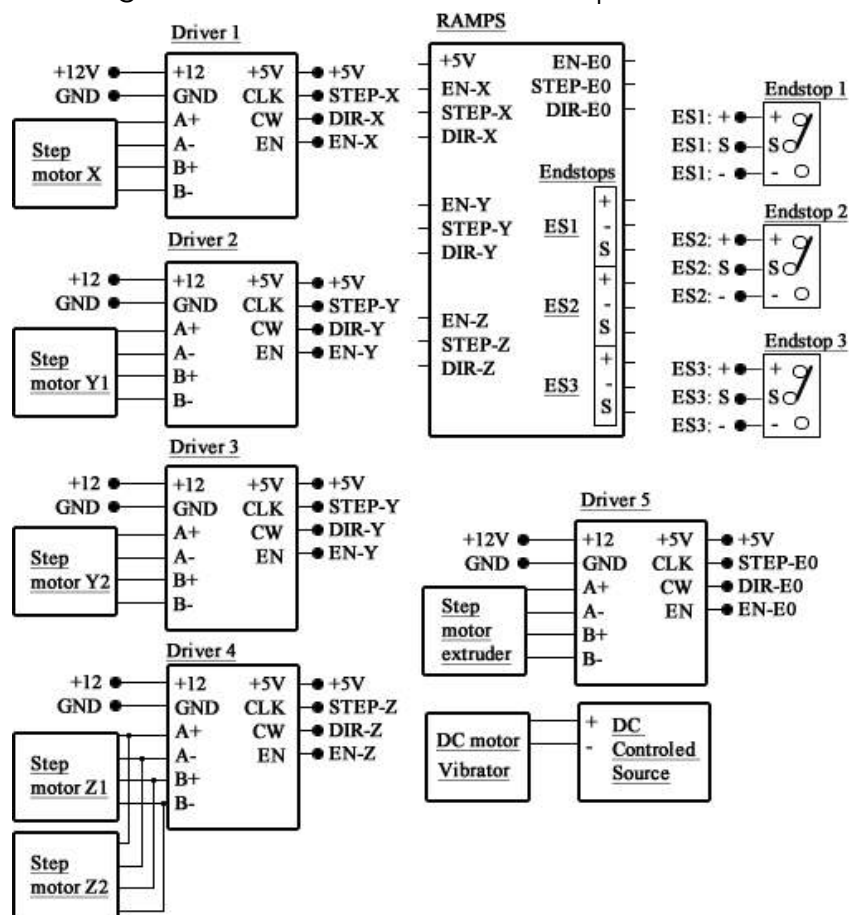 Driver 1
+12V
GND
+12 +5V
GND CLK
A+ CW
A- EN
B+
B-
+5V
STEP-X
DIR-X
EN-X
Step
motor X
Driver 2
+12
GND
+12 +5V
GND CLK
A+ CW
A- EN
B+
B-
+5V
STEP-Y
DIR-Y
EN-Y
Step
motor Y1
Driver 3
+12
GND
+12 +5V
GND CLK
A+ CW
A- EN
B+
B-
+5V
STEP-Y
DIR-Y
EN-Y
Step
motor Y2
Driver 4
+12
GND
+12 +5V
GND CLK
A+ CW
A- EN
B+
B-
+5V
STEP-Z
DIR-Z
EN-Z
Step
motor Z1
Step
motor Z2
RAMPS
+5V EN-E0
EN-X STEP-E0
STEP-X DIR-E0
DIR-X
Endstops
EN-Y
STEP-Y
DIR-Y
EN-Z
STEP-Z
DIR-Z
ES1
+
-
S
ES2
+
-
S
ES3
+
-
S
Endstop 1
ES1: + +
ES1: S S
ES1: - -
Endstop 2
ES2: + +
ES2: S S
ES2: - -
Endstop 3
ES3: + +
ES3: S S
ES3: - -
Driver 5
+12V
GND
+12 +5V
GND CLK
A+ CW
A- EN
B+
B-
+5V
STEP-E0
DIR-E0
EN-E0
Step
motor
extruder
DC motor
Vibrator
+ DC
- Controled
Source